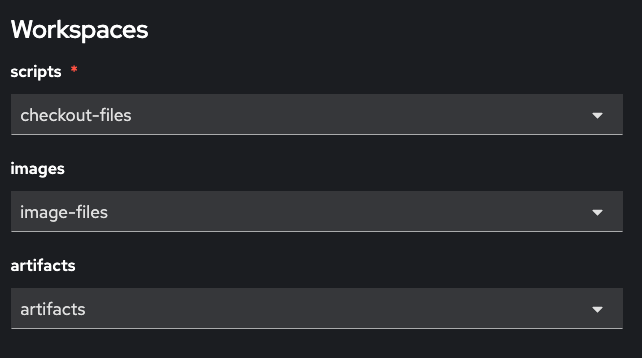 Workspaces
scripts *
checkout-files
images
image-files
artifacts
artifacts